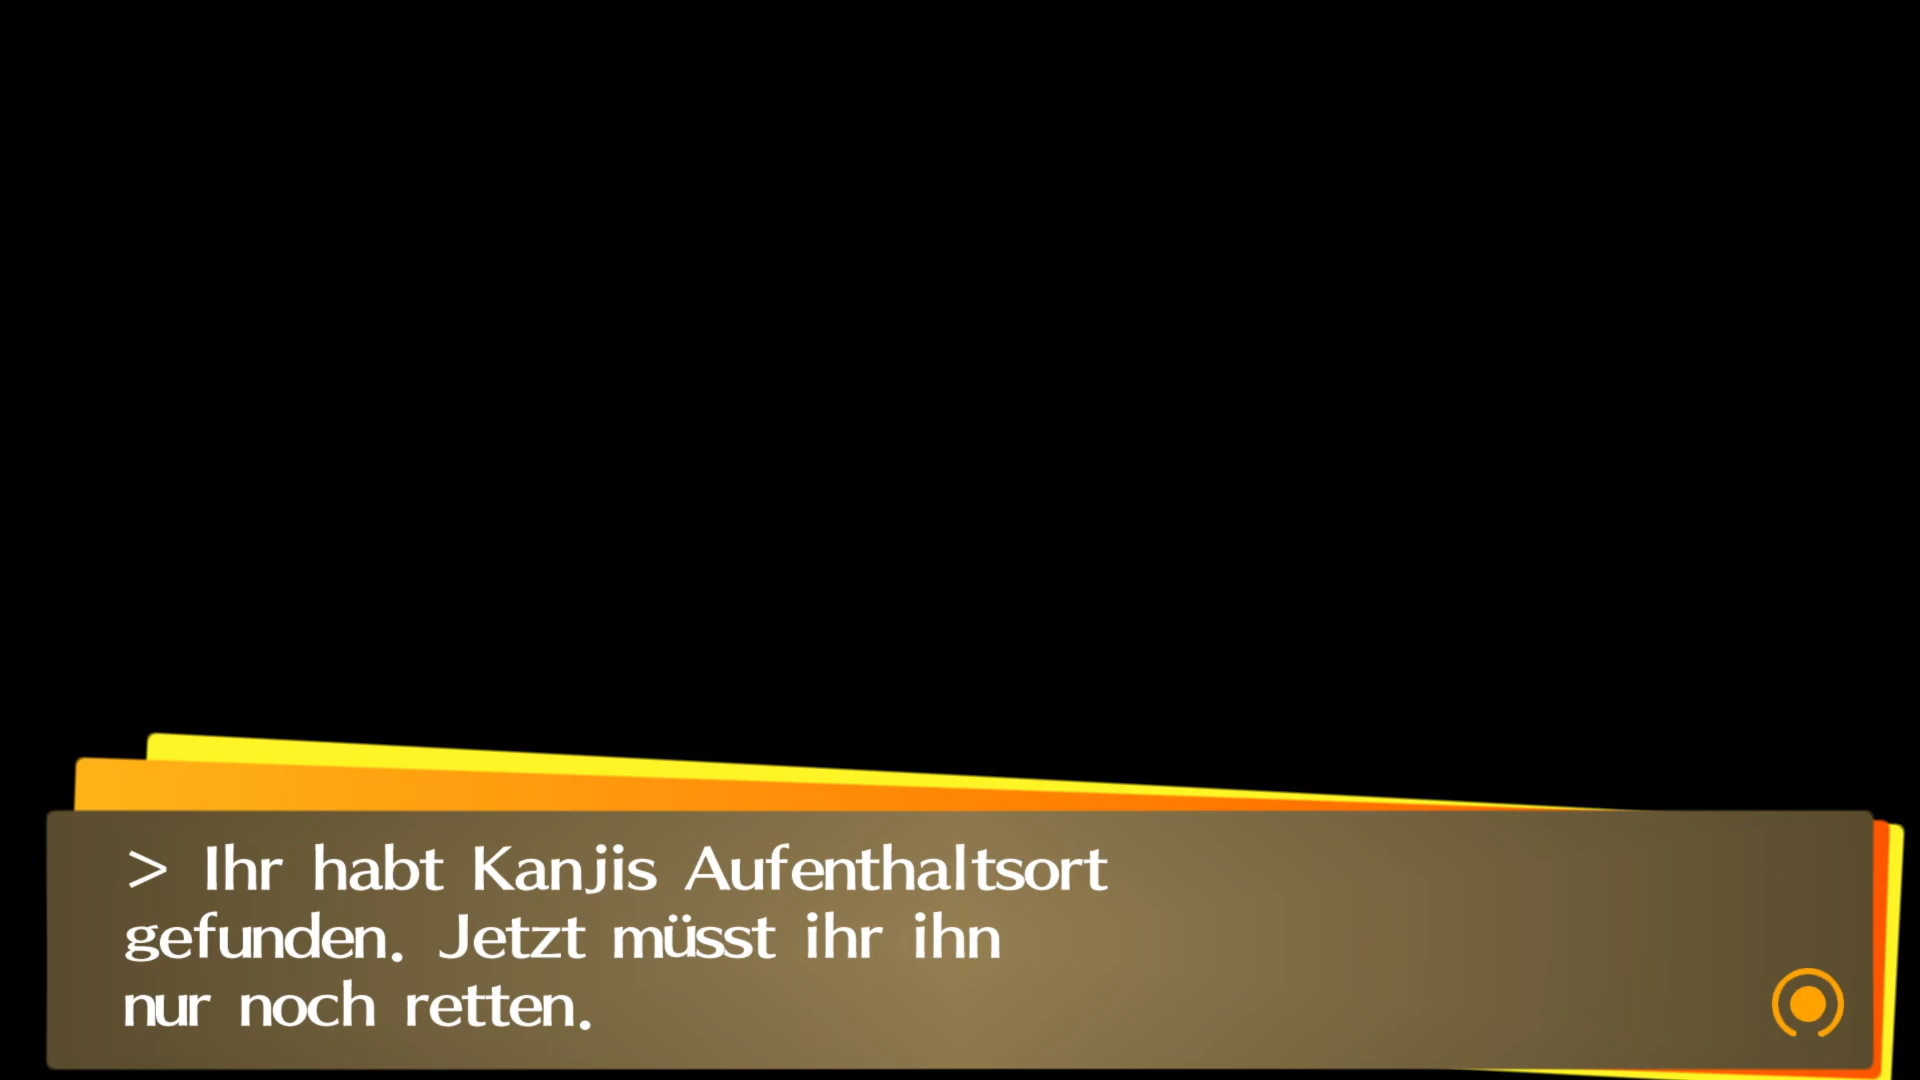 > Ihr habt Kanjis Aufenthaltsort
gefunden. Jetzt müsst ihr ihn
nur noch retten.